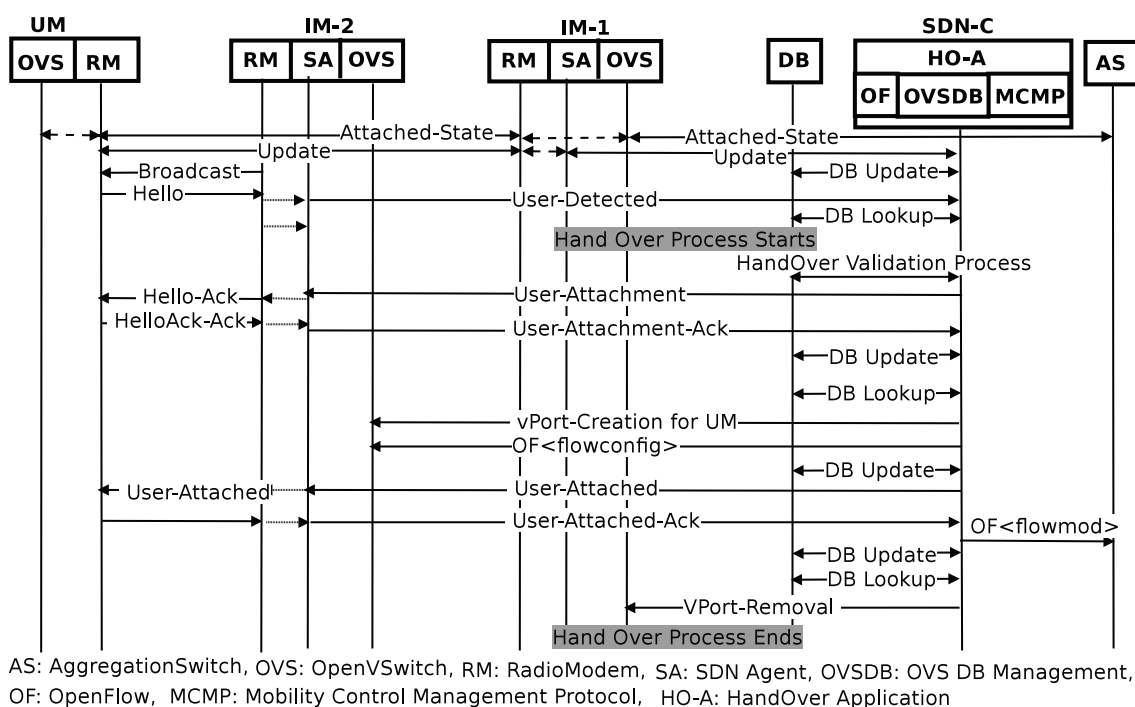 UM IM-2 IM-1 SDN-C
OVS RM RM SA OVS RM SA OVS DB HO-A AS
OF OVSDB MCMP
Attached-State Attached-State
Update Update
Broadcast DB Update
Hello User-Detected
DB Lookup
Hand Over Process Starts
HandOver Validation Process
Hello-Ack User-Attachment
HelloAck-Ack User-Attachment-Ack
DB Update
DB Lookup
vPort-Creation for UM
OF<flowconfig>
DB Update
User-Attached User-Attached
User-Attached-Ack OF<flowmod>
DB Update
DB Lookup
VPort-Removal
Hand Over Process Ends
AS: AggregationSwitch, OVS: OpenVSwitch, RM: RadioModem, SA: SDN Agent, OVSDB: OVS DB Management,
OF: OpenFlow, MCMP: Mobility Control Management Protocol, HO-A: HandOver Application